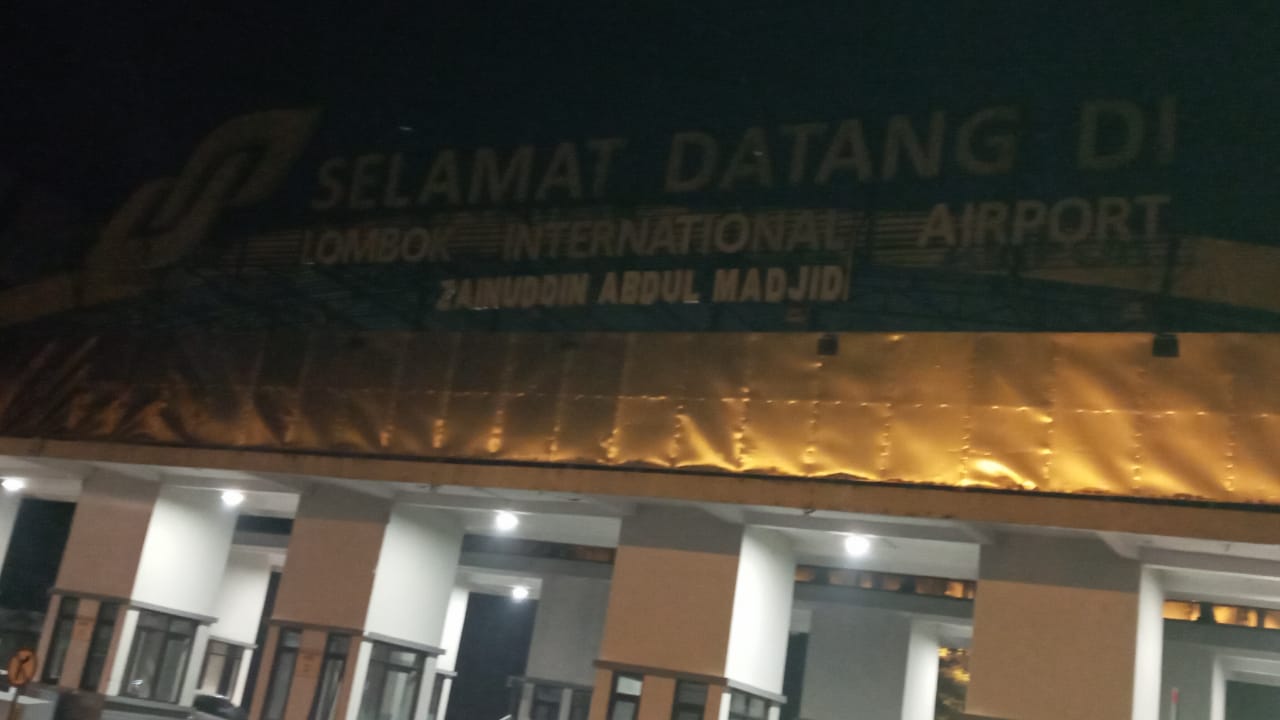 SELAMAT DATANG DI
LOMBOK INTERNATIONAL AIRPORT
ZAINUDDIN ABDUL MADJID